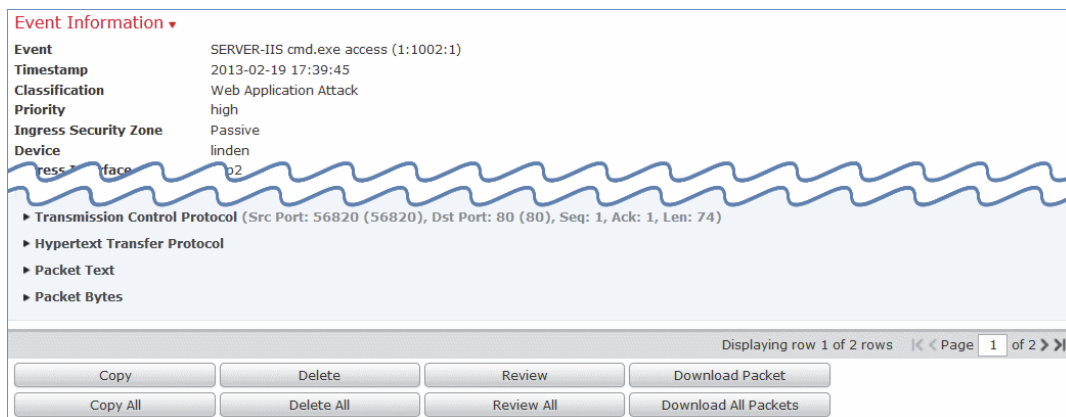 Event Information
Event SERVER-IIS cmd.exe access (1:1002:1)
Timestamp 2013-02-19 17:39:45
Classification Web Application Attack
Priority high
Ingress Security Zone Passive
Device linden
▸ Transmission Control Protocol (Src Port: 56820 (56820), Dst Port: 80 (80), Seq: 1, Ack: 1, Len: 74)
▸ Hypertext Transfer Protocol
▸ Packet Text
▸ Packet Bytes
Displaying row 1 of 2 rows |< < Page 1 of 2 > >|
Copy Delete Review Download Packet
Copy All Delete All Review All Download All Packets